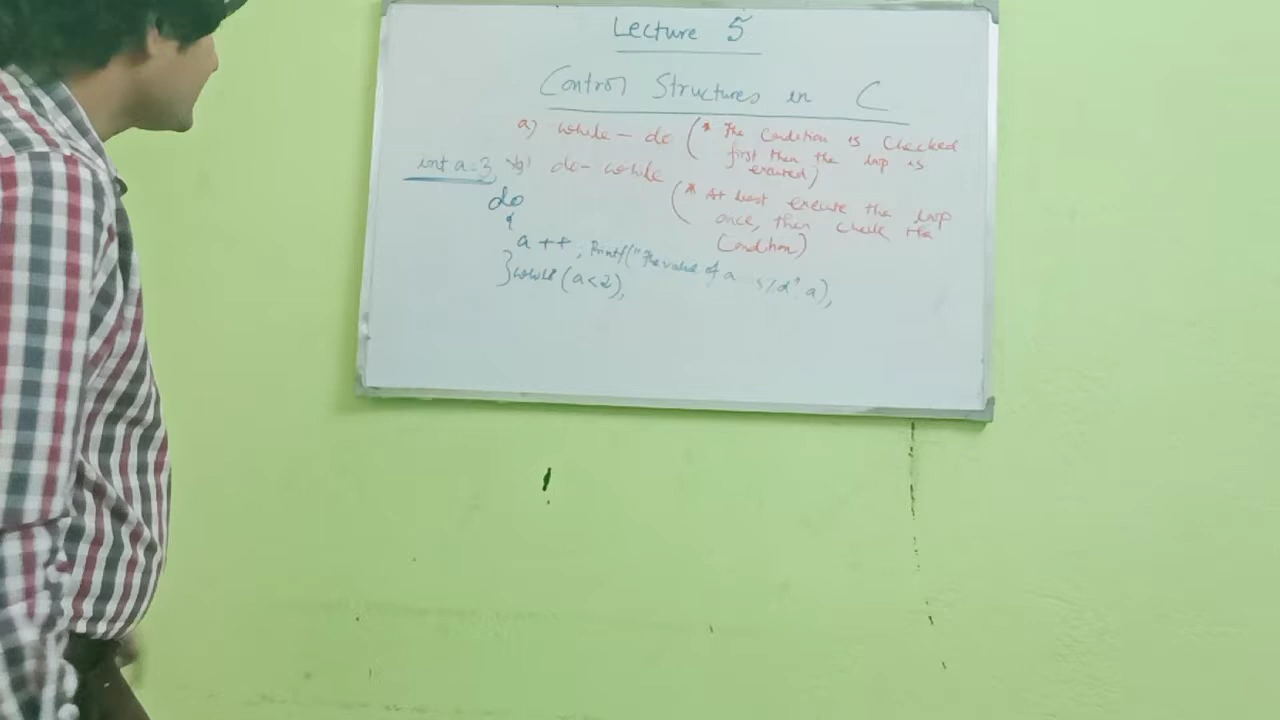 Lecture 5
Control Structures in C
a) while - do (* The Condition is Checked
first then the loop is
executed)
int a=3, b) do- while
(* At least execute the loop
once, then check the
Condition)
do
{
a ++ ; Printf("The value of a %d", a);
}while (a<2);